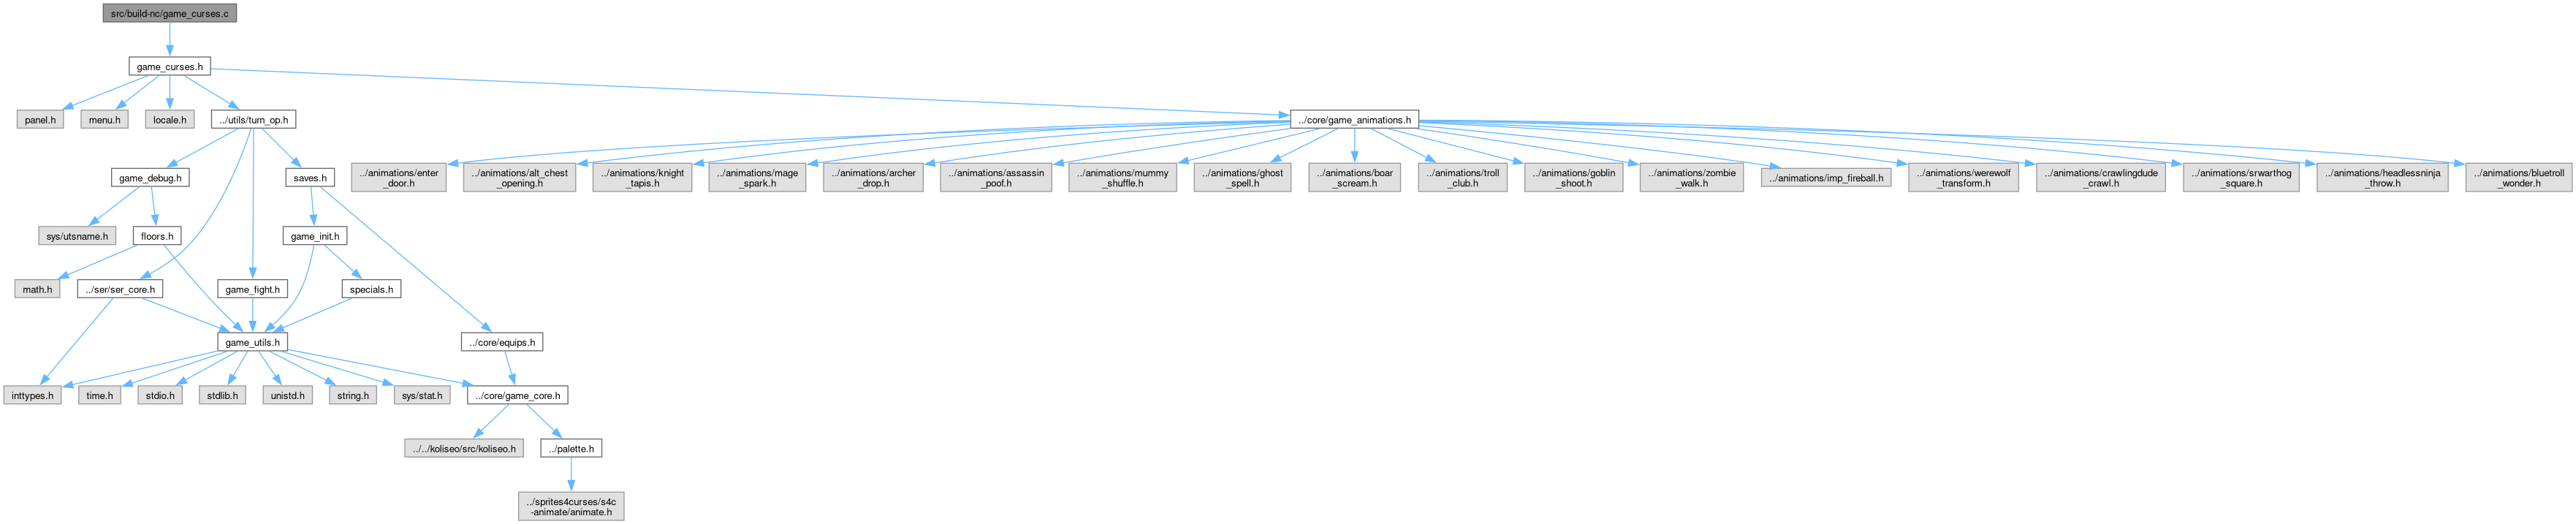 src/build-nc/game_curses.c
game_curses.h
panel.h
menu.h
locale.h
../utils/turn_op.h
../core/game_animations.h
game_debug.h
saves.h
../animations/enter
_door.h
../animations/alt_chest
_opening.h
../animations/knight
_tapis.h
../animations/mage
_spark.h
../animations/archer
_drop.h
../animations/assassin
_poof.h
../animations/mummy
_shuffle.h
../animations/ghost
_spell.h
../animations/boar
_scream.h
../animations/troll
_club.h
../animations/goblin
_shoot.h
../animations/zombie
_walk.h
../animations/imp_fireball.h
../animations/werewolf
_transform.h
../animations/crawlingdude
_crawl.h
../animations/srwarthog
_square.h
../animations/headlessninja
_throw.h
../animations/bluetroll
_wonder.h
sys/utsname.h
floors.h
game_init.h
math.h
../ser/ser_core.h
game_fight.h
specials.h
game_utils.h
../core/equips.h
inttypes.h
time.h
stdio.h
stdlib.h
unistd.h
string.h
sys/stat.h
../core/game_core.h
../../koliseo/src/koliseo.h
../palette.h
../sprites4curses/s4c
-animate/animate.h